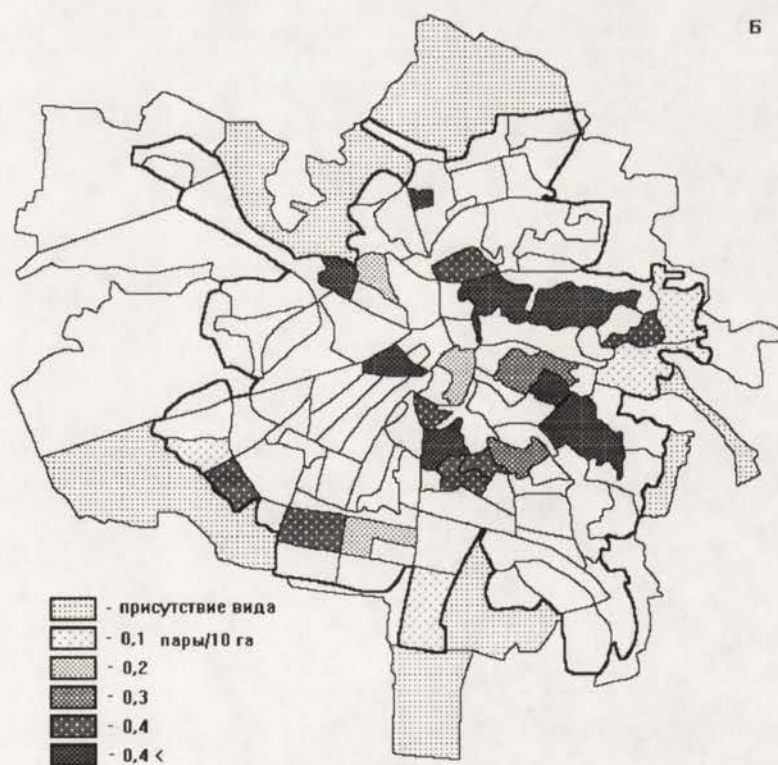 Б
- присутствие вида
- 0,1 пары/10 га
- 0,2
- 0,3
- 0,4
- 0,4 <